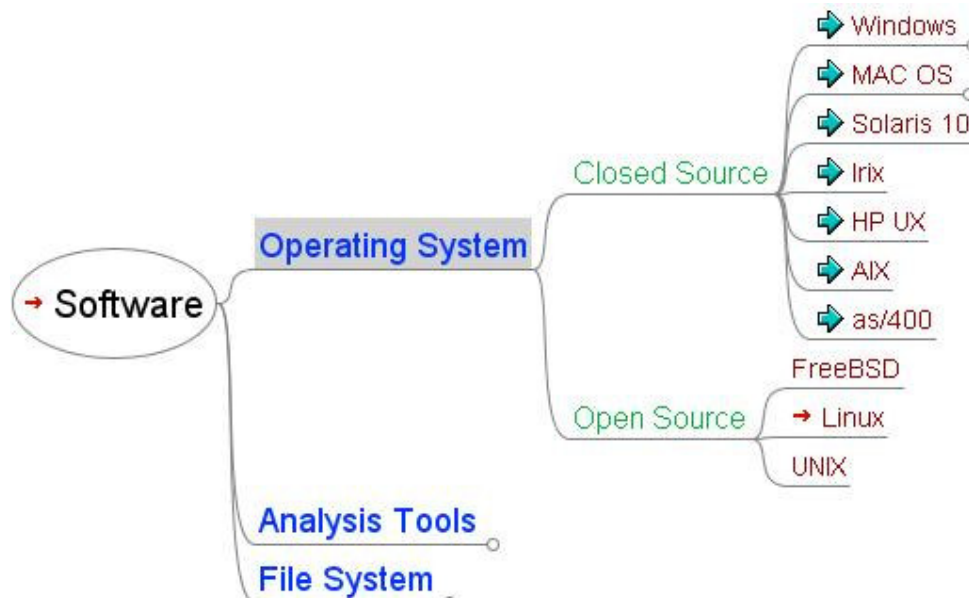 Windows
MAC OS
Solaris 10
Closed Source
Irix
HP UX
Operating System
AIX
Software
as/400
FreeBSD
Open Source
Linux
UNIX
Analysis Tools
File System